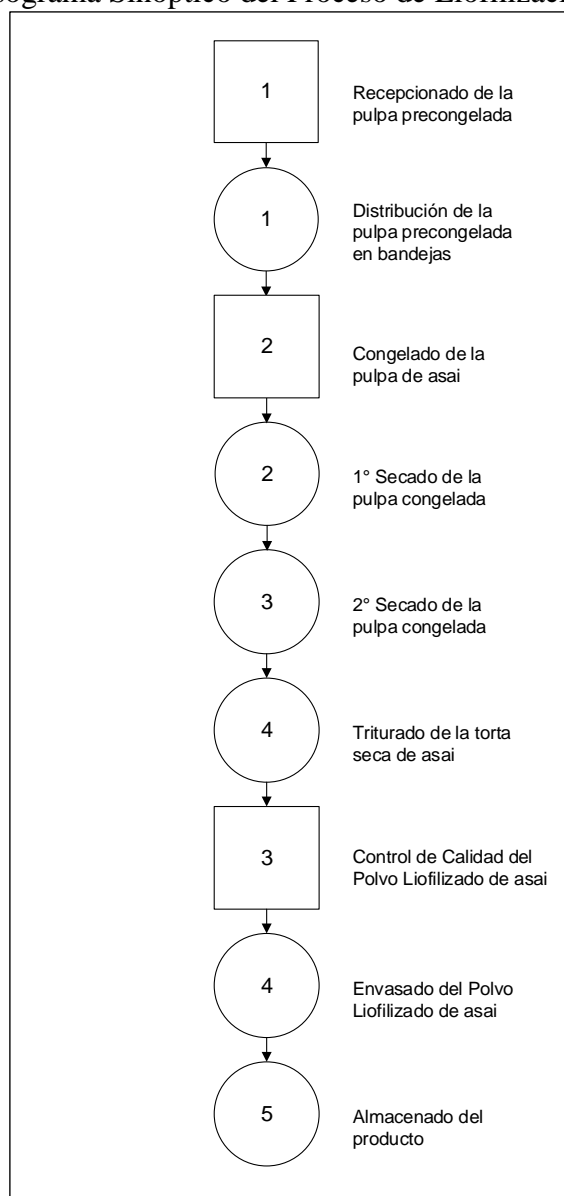 Sinóptico del Proceso de
1
Recepcionado de la
pulpa precongelada
1
Distribución de la
pulpa precongelada
en bandejas
2
Congelado de la
pulpa de asai
2
1° Secado de la
pulpa congelada
3
2° Secado de la
pulpa congelada
4
Triturado de la torta
seca de asai
3
Control de Calidad del
Polvo Liofilizado de asai
4
Envasado del Polvo
Liofilizado de asai
5
Almacenado del
producto